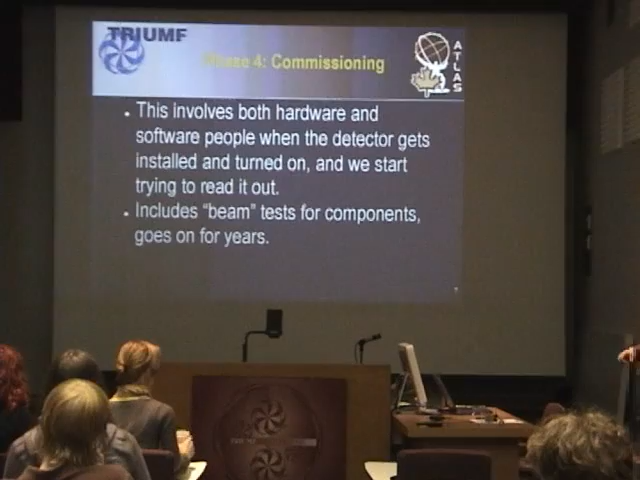 TRIUMF
Phase 4: Commissioning
ATLAS
• This involves both hardware and
software people when the detector gets
installed and turned on, and we start
trying to read it out.
• Includes “beam” tests for components,
goes on for years.